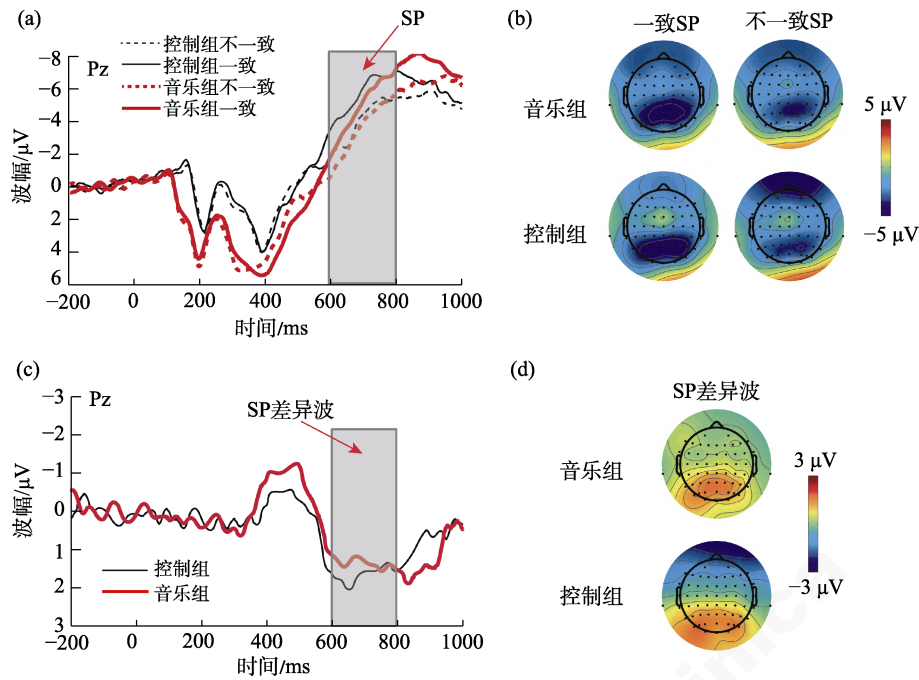 (a)
SP
控制组不一致
控制组一致
音乐组不一致
音乐组一致
Pz
−8
−6
−4
−2
0
2
4
6
波幅/μV
−200 0 200 400 600 800 1000
时间/ms
(b)
一致SP 不一致SP
音乐组
控制组
5 μV
−5 μV
(c)
Pz
SP差异波
−3
−2
−1
0
1
2
3
波幅/μV
控制组
音乐组
−200 0 200 400 600 800 1000
时间/ms
(d)
SP差异波
音乐组
控制组
3 μV
−3 μV